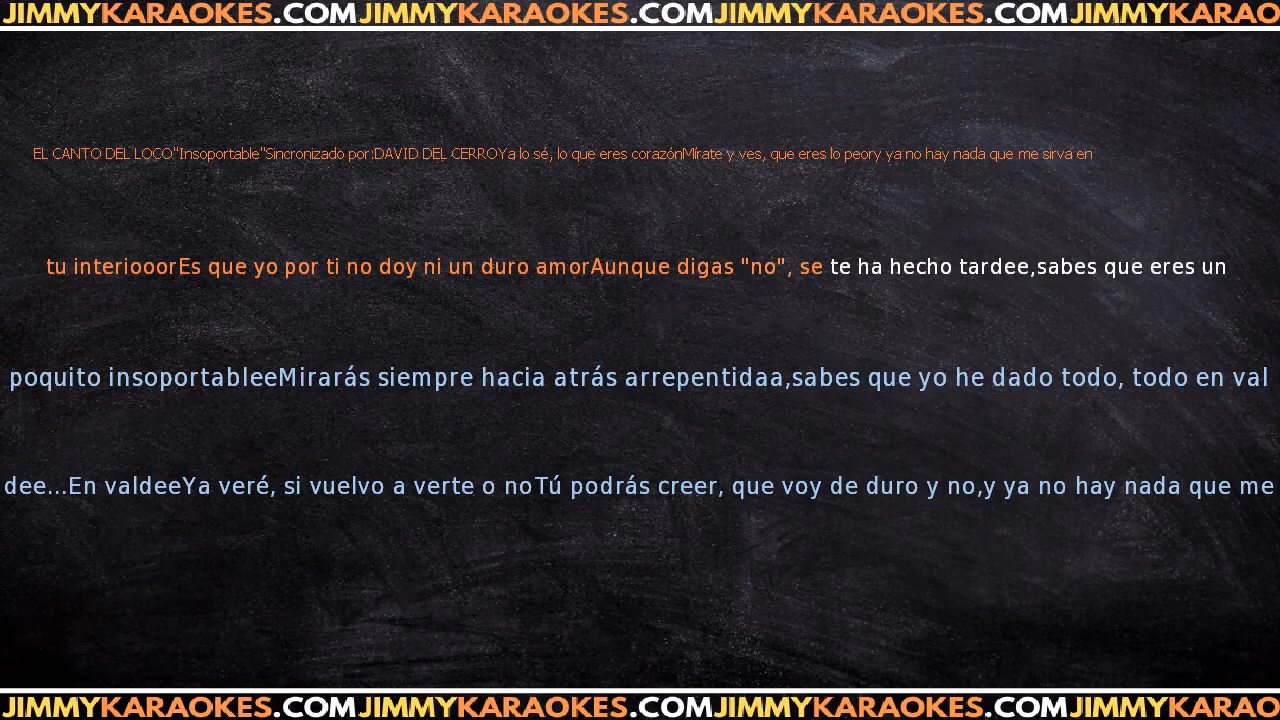 JIMMYKARAOKES.COMJIMMYKARAOKES.COMJIMMYKARAOKES.COMJIMMYKARAO
EL CANTO DEL LOCO"Insoportable"Sincronizado por:DAVID DEL CERROYa lo sé, lo que eres corazónMírate y ves, que eres lo peory ya no hay nada que me sirva en
tu interiooorEs que yo por ti no doy ni un duro amorAunque digas "no", se te ha hecho tardee,sabes que eres un
poquito insoportableeMirarás siempre hacia atrás arrepentidaa,sabes que yo he dado todo, todo en val
dee...En valdeeYa veré, si vuelvo a verte o noTú podrás creer, que voy de duro y no,y ya no hay nada que me
JIMMYKARAOKES.COMJIMMYKARAOKES.COMJIMMYKARAOKES.COMJIMMYKARAO